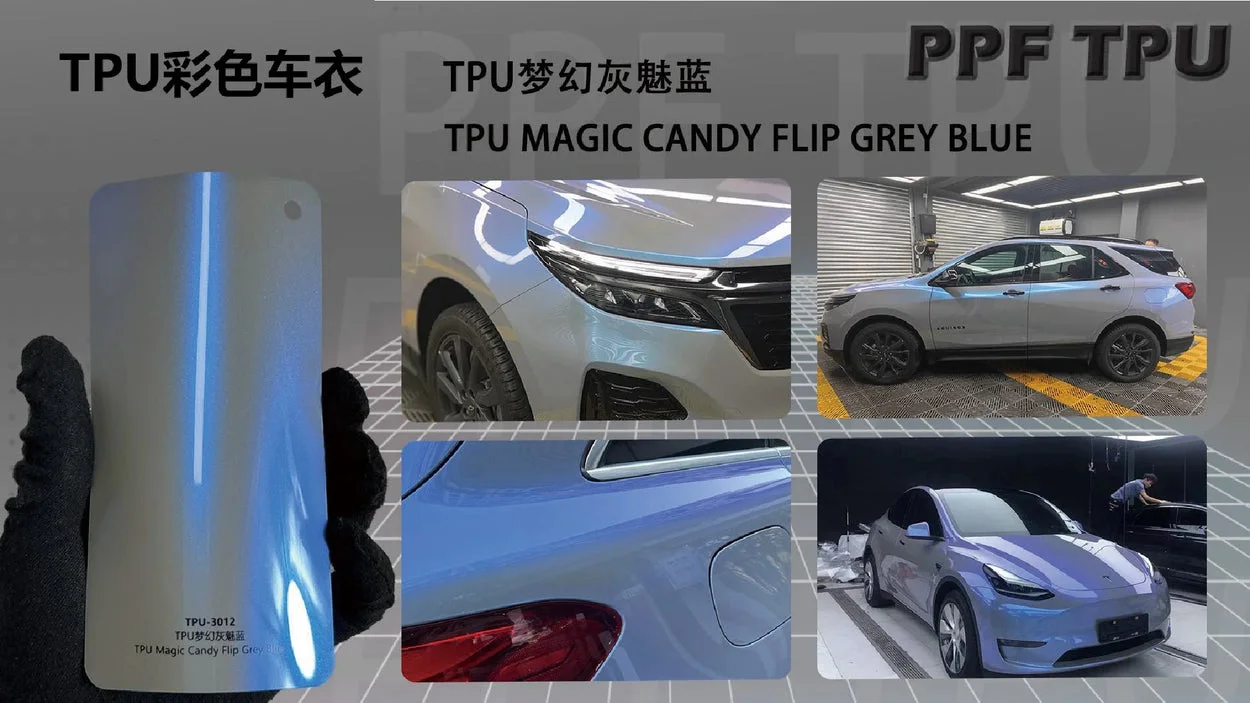 TPU彩色车衣
TPU梦幻灰魅蓝
TPU MAGIC CANDY FLIP GREY BLUE
PPF TPU
PPF TPU
TPU-3012
TPU梦幻灰魅蓝
TPU Magic Candy Flip Grey Blue